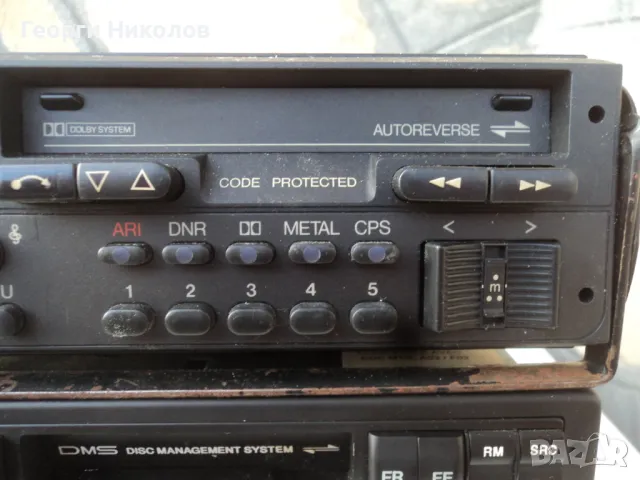 Георги Николов
DOLBY SYSTEM
AUTOREVERSE
CODE PROTECTED
ARI DNR METAL CPS < >
U 1 2 3 4 5
m
DMS DISC MANAGEMENT SYSTEM
RM SRC
FR FF
BAZAR